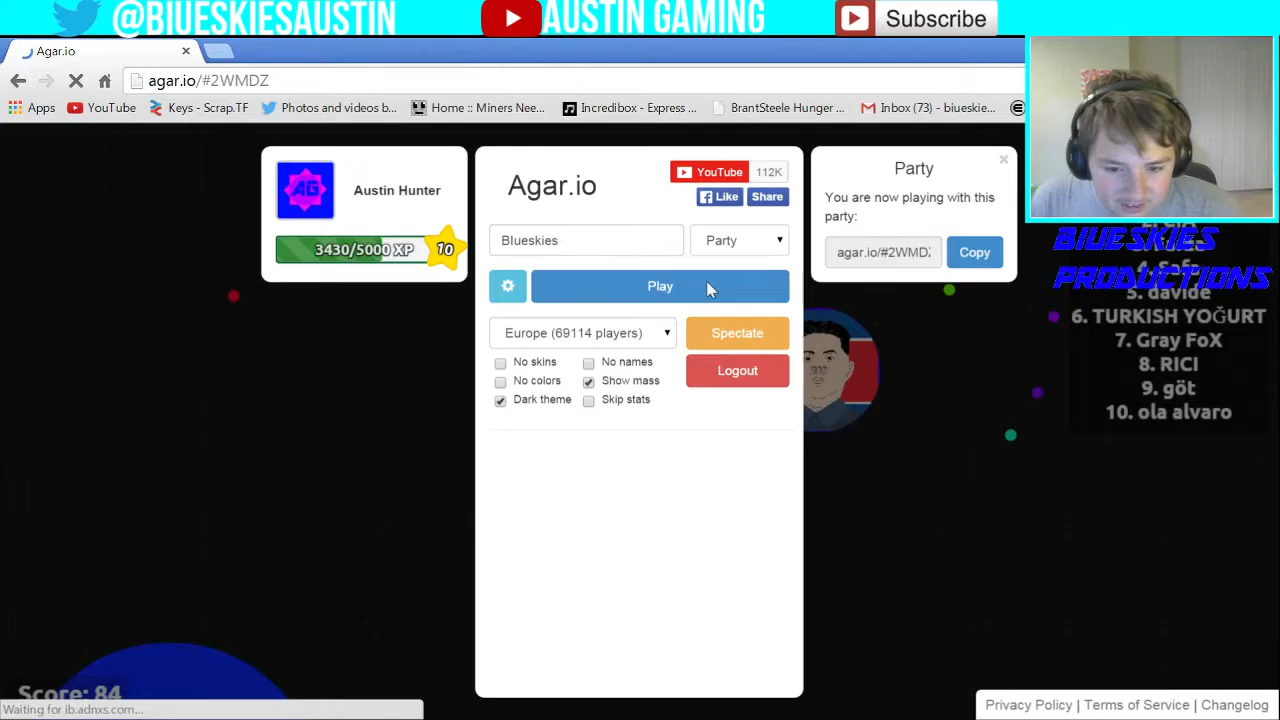 @BLUESKIESAUSTIN
AUSTIN GAMING
Subscribe
Agar.io
agar.io/#2WMDZ
Apps
YouTube
Keys - Scrap.TF
Photos and videos b...
Home :: Miners Nee...
Incredibox - Express ...
BrantSteele Hunger ...
Inbox (73) - blueskie...
AG
Austin Hunter
3430/5000 XP
10
Agar.io
YouTube
112K
Like
Share
Blueskies
Party
Play
Europe (69114 players)
Spectate
No skins
No names
No colors
Show mass
Dark theme
Skip stats
Logout
Party
You are now playing with this
party:
agar.io/#2WMDZ
Copy
BLUESKIES
PRODUCTIONS
5. davide
6. TURKISH YOĞURT
7. Gray FoX
8. RICI
9. göt
10. ola alvaro
Score: 84
Waiting for ib.adnxs.com...
Privacy Policy | Terms of Service | Changelog